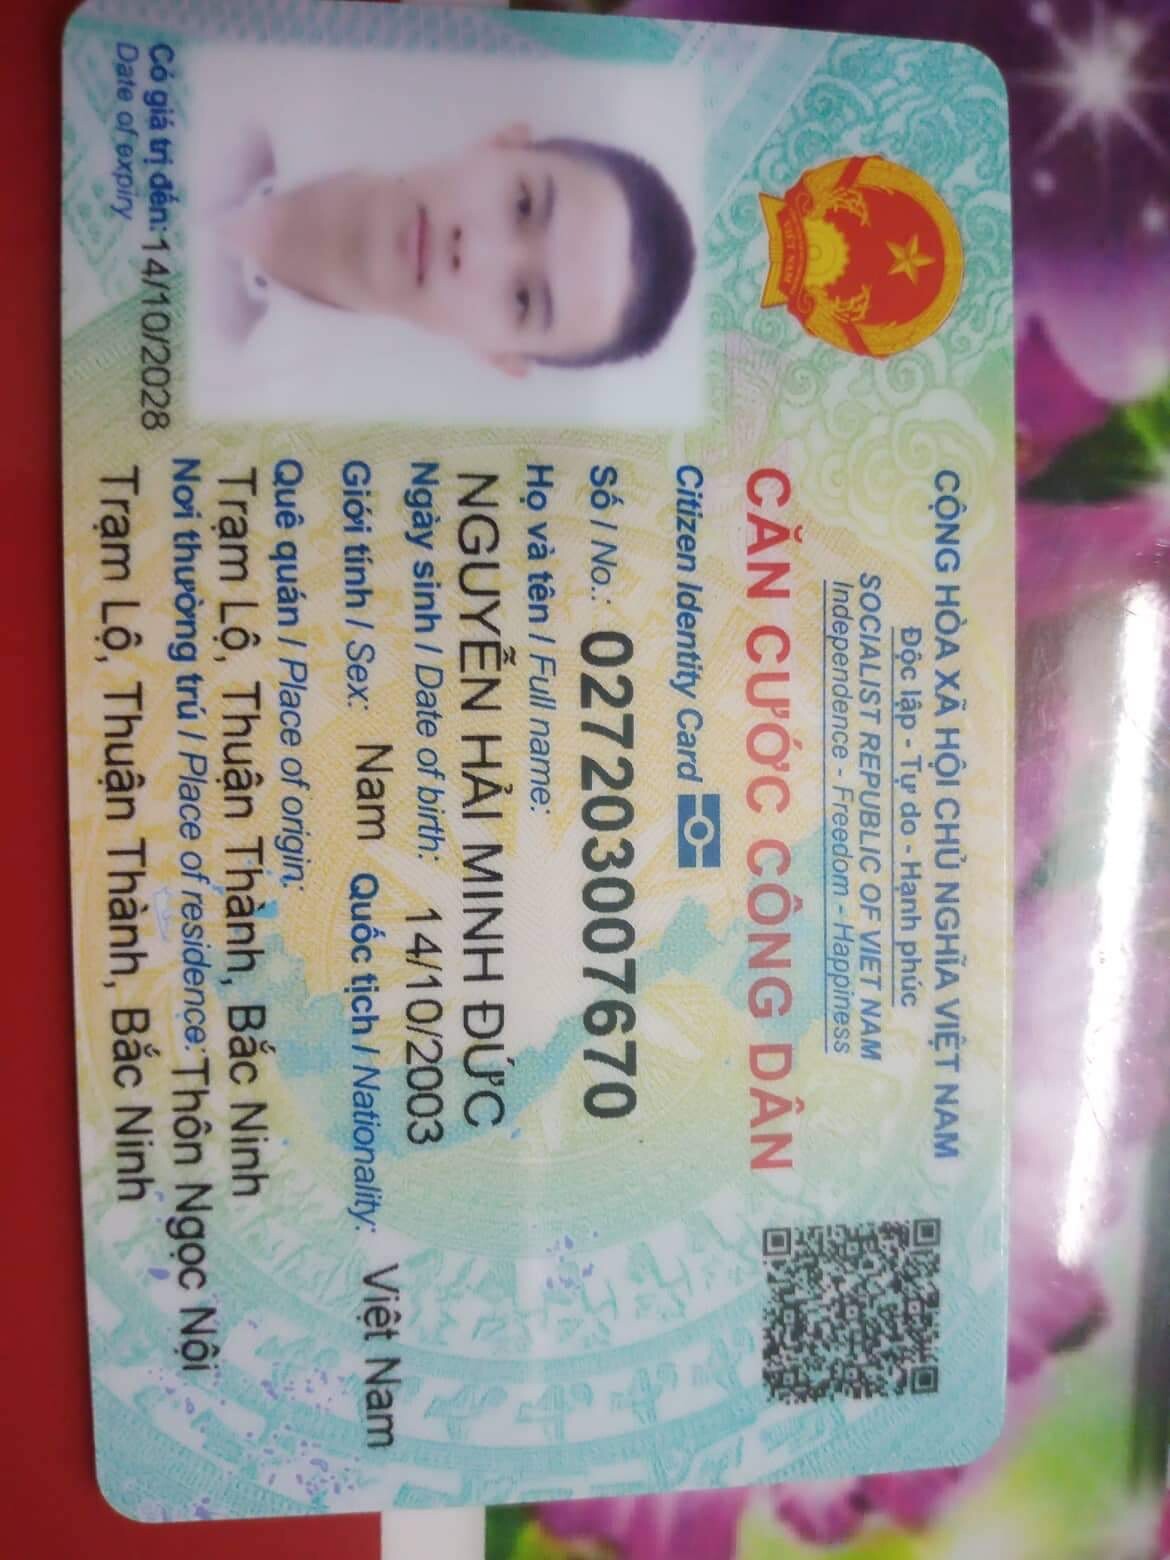 CỘNG HÒA XÃ HỘI CHỦ NGHĨA VIỆT NAM
Độc lập - Tự do - Hạnh phúc
SOCIALIST REPUBLIC OF VIET NAM
Independence - Freedom - Happiness
CĂN CƯỚC CÔNG DÂN
Citizen Identity Card
Số / No.: 027203007670
Họ và tên / Full name:
NGUYỄN HẢI MINH ĐỨC
Ngày sinh / Date of birth: 14/10/2003
Giới tính / Sex: Nam Quốc tịch / Nationality: Việt Nam
Quê quán / Place of origin:
Trạm Lộ, Thuận Thành, Bắc Ninh
Nơi thường trú / Place of residence: Thôn Ngọc Nội
Trạm Lộ, Thuận Thành, Bắc Ninh
Có giá trị đến: 14/10/2028
Date of expiry